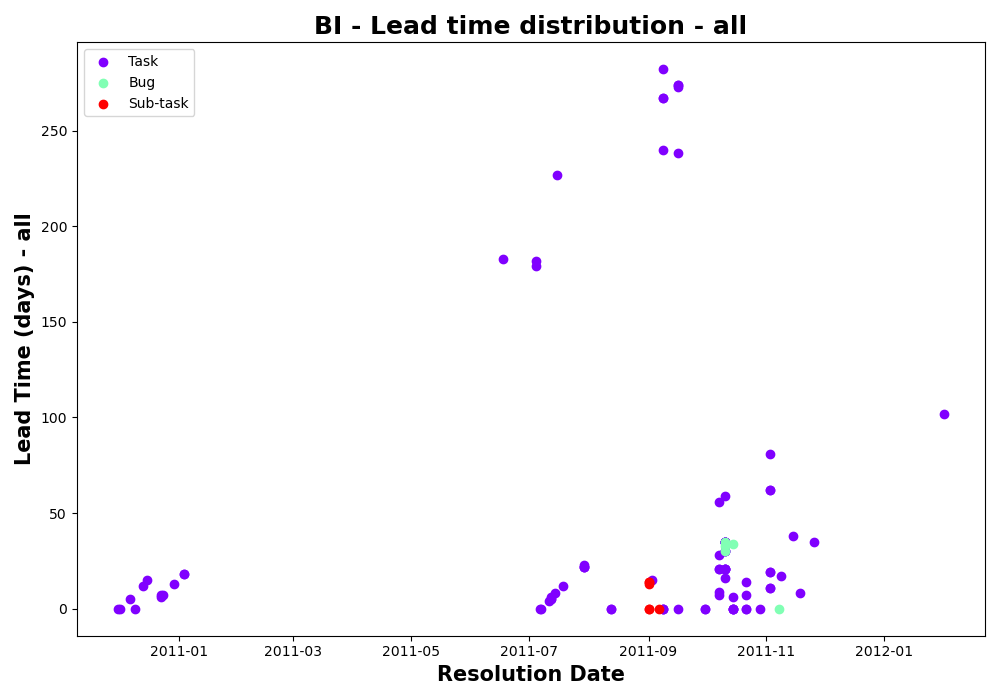 BI - Lead time distribution - all
Task
Bug
Sub-task
Lead Time (days) - all
250
200
150
100
50
0
2011-01
2011-03
2011-05
2011-07
2011-09
2011-11
2012-01
Resolution Date